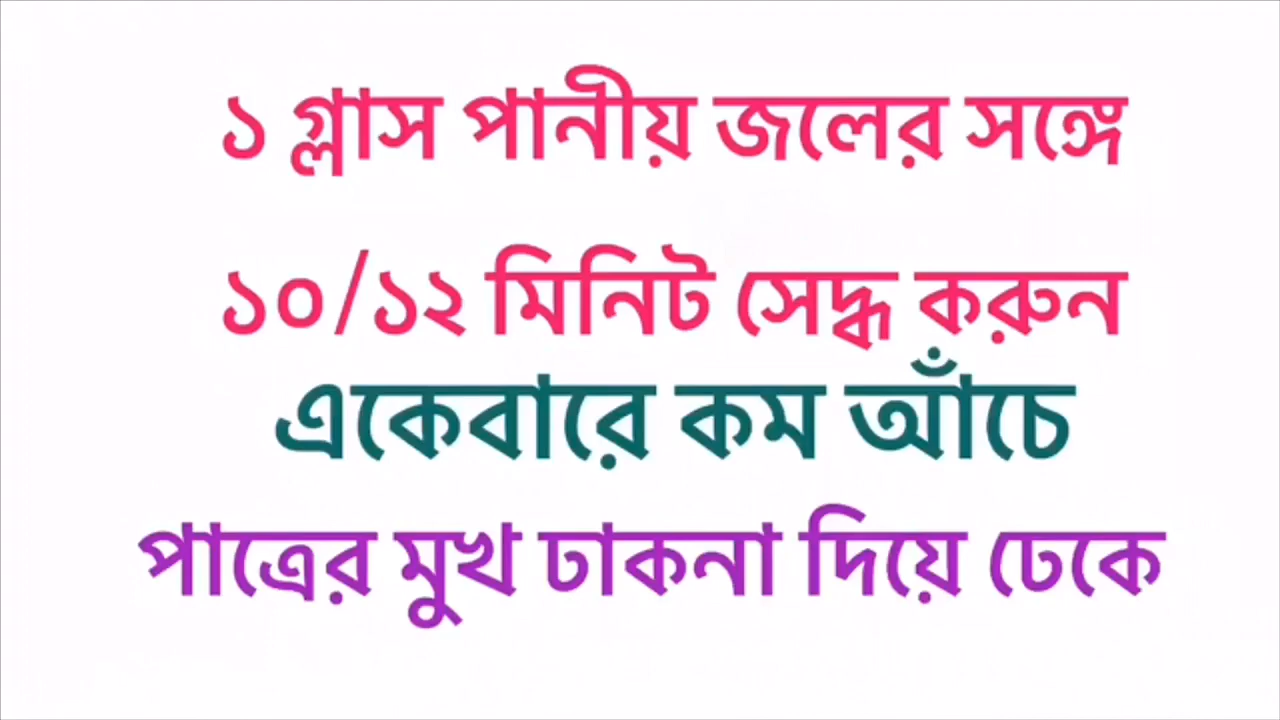 ১ গ্লাস পানীয় জলের সঙ্গে
১০/১২ মিনিট সেদ্ধ করুন
একেবারে কম আঁচে
পাত্রের মুখ ঢাকনা দিয়ে ঢেকে